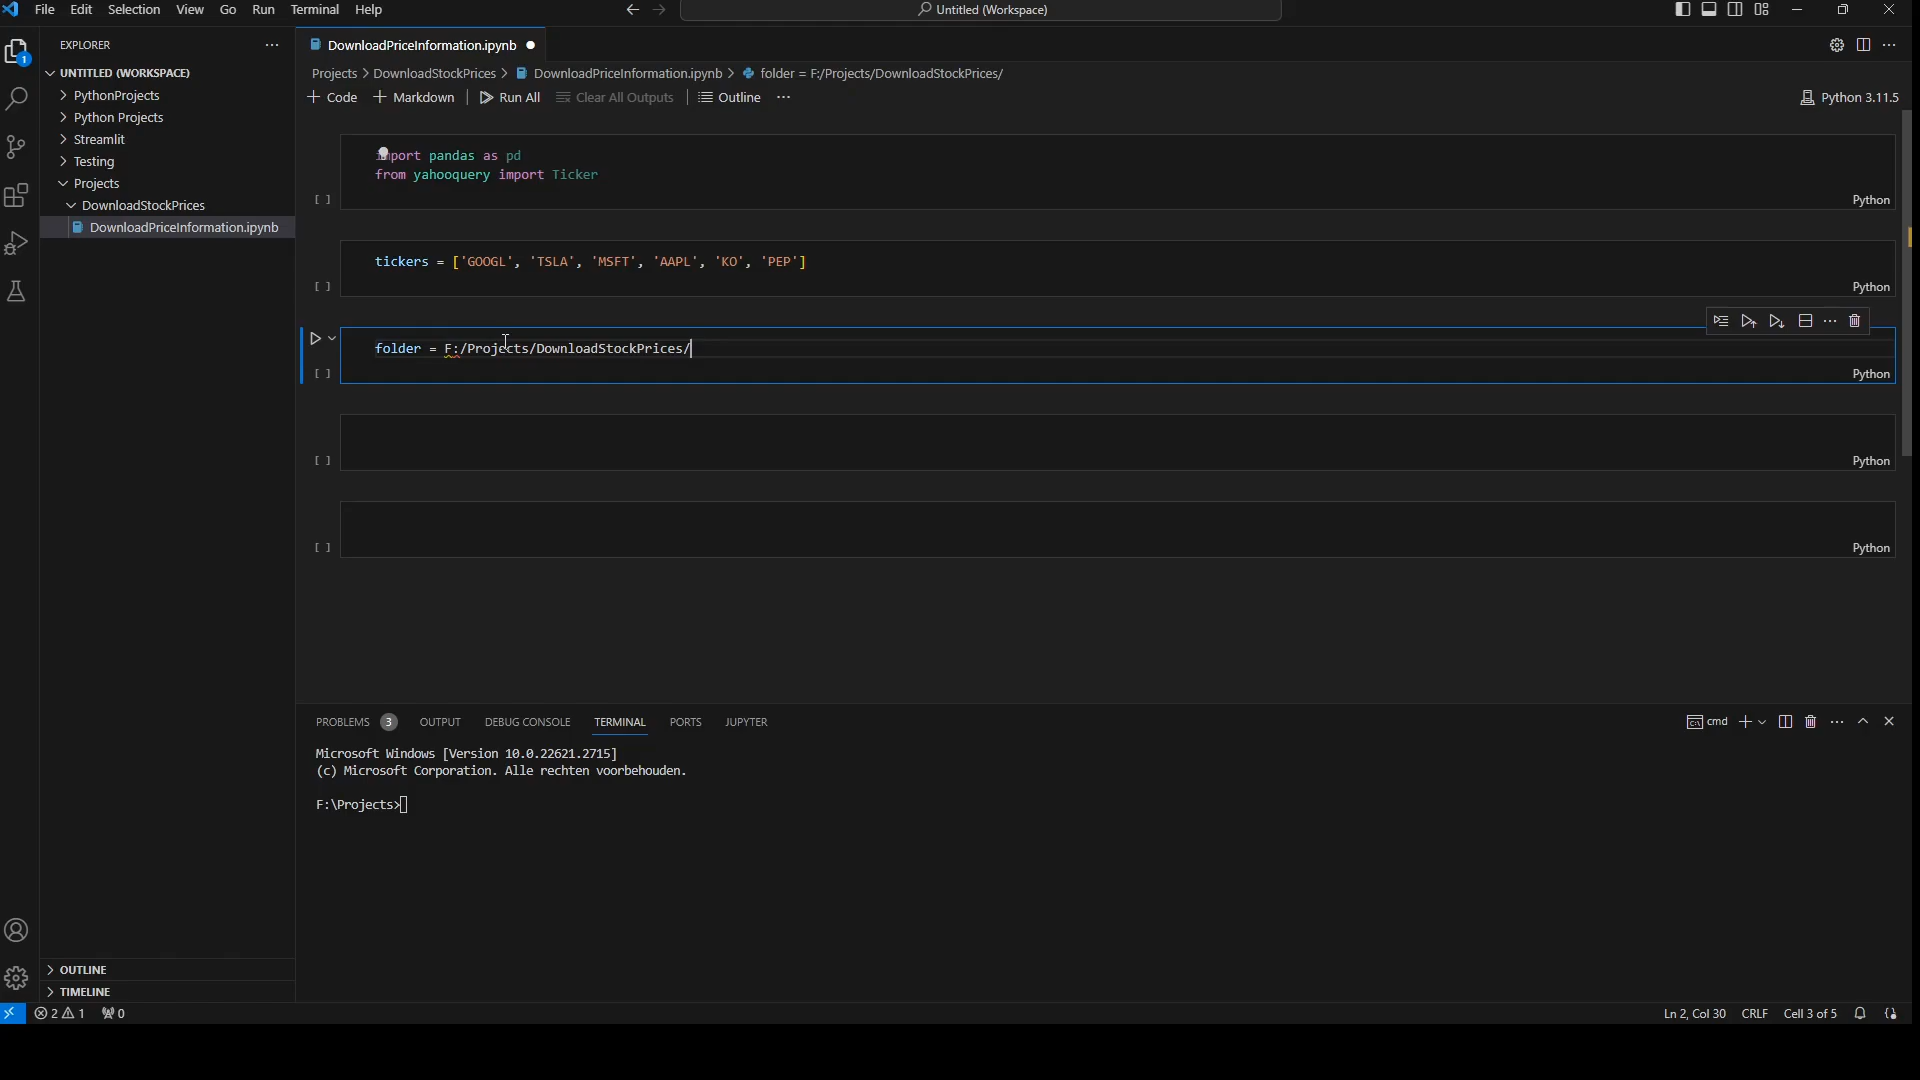 File Edit Selection View Go Run Terminal Help
Untitled (Workspace)
1
EXPLORER
DownloadPriceInformation.ipynb
UNTITLED (WORKSPACE)
PythonProjects
Python Projects
Streamlit
Testing
Projects
DownloadStockPrices
DownloadPriceInformation.ipynb
OUTLINE
TIMELINE
Projects > DownloadStockPrices > DownloadPriceInformation.ipynb > folder = F:/Projects/DownloadStockPrices/
+ Code + Markdown Run All Clear All Outputs Outline ... Python 3.11.5
import pandas as pd
from yahooquery import Ticker
[ ] Python
tickers = ['GOOGL', 'TSLA', 'MSFT', 'AAPL', 'KO', 'PEP']
[ ] Python
folder = F:/Projects/DownloadStockPrices/
[ ] Python
[ ] Python
[ ] Python
PROBLEMS 3 OUTPUT DEBUG CONSOLE TERMINAL PORTS JUPYTER cmd
Microsoft Windows [Version 10.0.22621.2715]
(c) Microsoft Corporation. Alle rechten voorbehouden.
F:\Projects>
2 1 0 Ln 2, Col 30 CRLF Cell 3 of 5